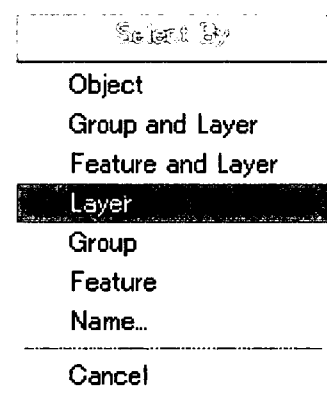 Select By
Object
Group and Layer
Feature and Layer
Layer
Group
Feature
Name...
Cancel